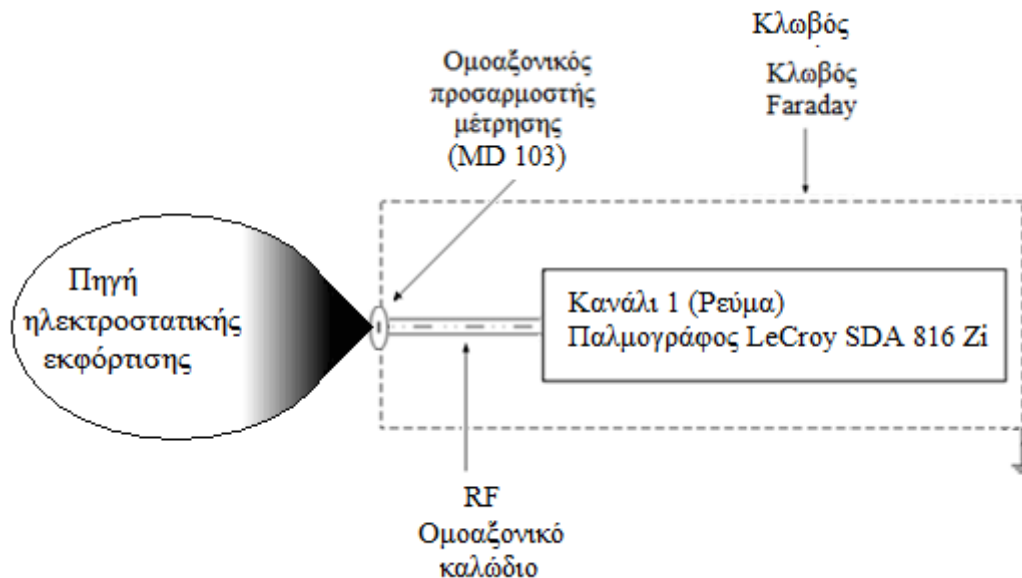 Κλωβός
Κλωβός
Faraday
Ομοαξονικός
προσαρμοστής
μέτρησης
(MD 103)
Πηγή
ηλεκτροστατικής
εκφόρτισης
Κανάλι 1 (Ρεύμα)
Παλμογράφος LeCroy SDA 816 Zi
RF
Ομοαξονικό
καλώδιο